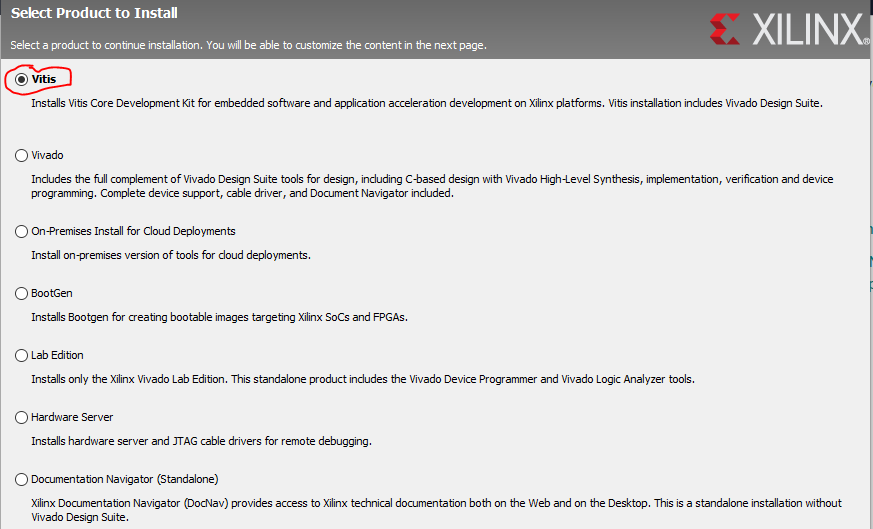 Select Product to Install
Select a product to continue installation. You will be able to customize the content in the next page.
XILINX®
Vitis
Installs Vitis Core Development Kit for embedded software and application acceleration development on Xilinx platforms. Vitis installation includes Vivado Design Suite.
Vivado
Includes the full complement of Vivado Design Suite tools for design, including C-based design with Vivado High-Level Synthesis, implementation, verification and device
programming. Complete device support, cable driver, and Document Navigator included.
On-Premises Install for Cloud Deployments
Install on-premises version of tools for cloud deployments.
BootGen
Installs Bootgen for creating bootable images targeting Xilinx SoCs and FPGAs.
Lab Edition
Installs only the Xilinx Vivado Lab Edition. This standalone product includes the Vivado Device Programmer and Vivado Logic Analyzer tools.
Hardware Server
Installs hardware server and JTAG cable drivers for remote debugging.
Documentation Navigator (Standalone)
Xilinx Documentation Navigator (DocNav) provides access to Xilinx technical documentation both on the Web and on the Desktop. This is a standalone installation without
Vivado Design Suite.